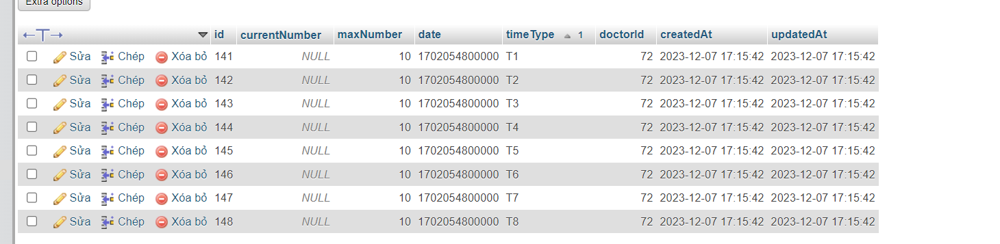 Extra options
←T→ id currentNumber maxNumber date timeType 1 doctorId createdAt updatedAt
Sửa Chép Xóa bỏ 141 NULL 10 1702054800000 T1 72 2023-12-07 17:15:42 2023-12-07 17:15:42
Sửa Chép Xóa bỏ 142 NULL 10 1702054800000 T2 72 2023-12-07 17:15:42 2023-12-07 17:15:42
Sửa Chép Xóa bỏ 143 NULL 10 1702054800000 T3 72 2023-12-07 17:15:42 2023-12-07 17:15:42
Sửa Chép Xóa bỏ 144 NULL 10 1702054800000 T4 72 2023-12-07 17:15:42 2023-12-07 17:15:42
Sửa Chép Xóa bỏ 145 NULL 10 1702054800000 T5 72 2023-12-07 17:15:42 2023-12-07 17:15:42
Sửa Chép Xóa bỏ 146 NULL 10 1702054800000 T6 72 2023-12-07 17:15:42 2023-12-07 17:15:42
Sửa Chép Xóa bỏ 147 NULL 10 1702054800000 T7 72 2023-12-07 17:15:42 2023-12-07 17:15:42
Sửa Chép Xóa bỏ 148 NULL 10 1702054800000 T8 72 2023-12-07 17:15:42 2023-12-07 17:15:42